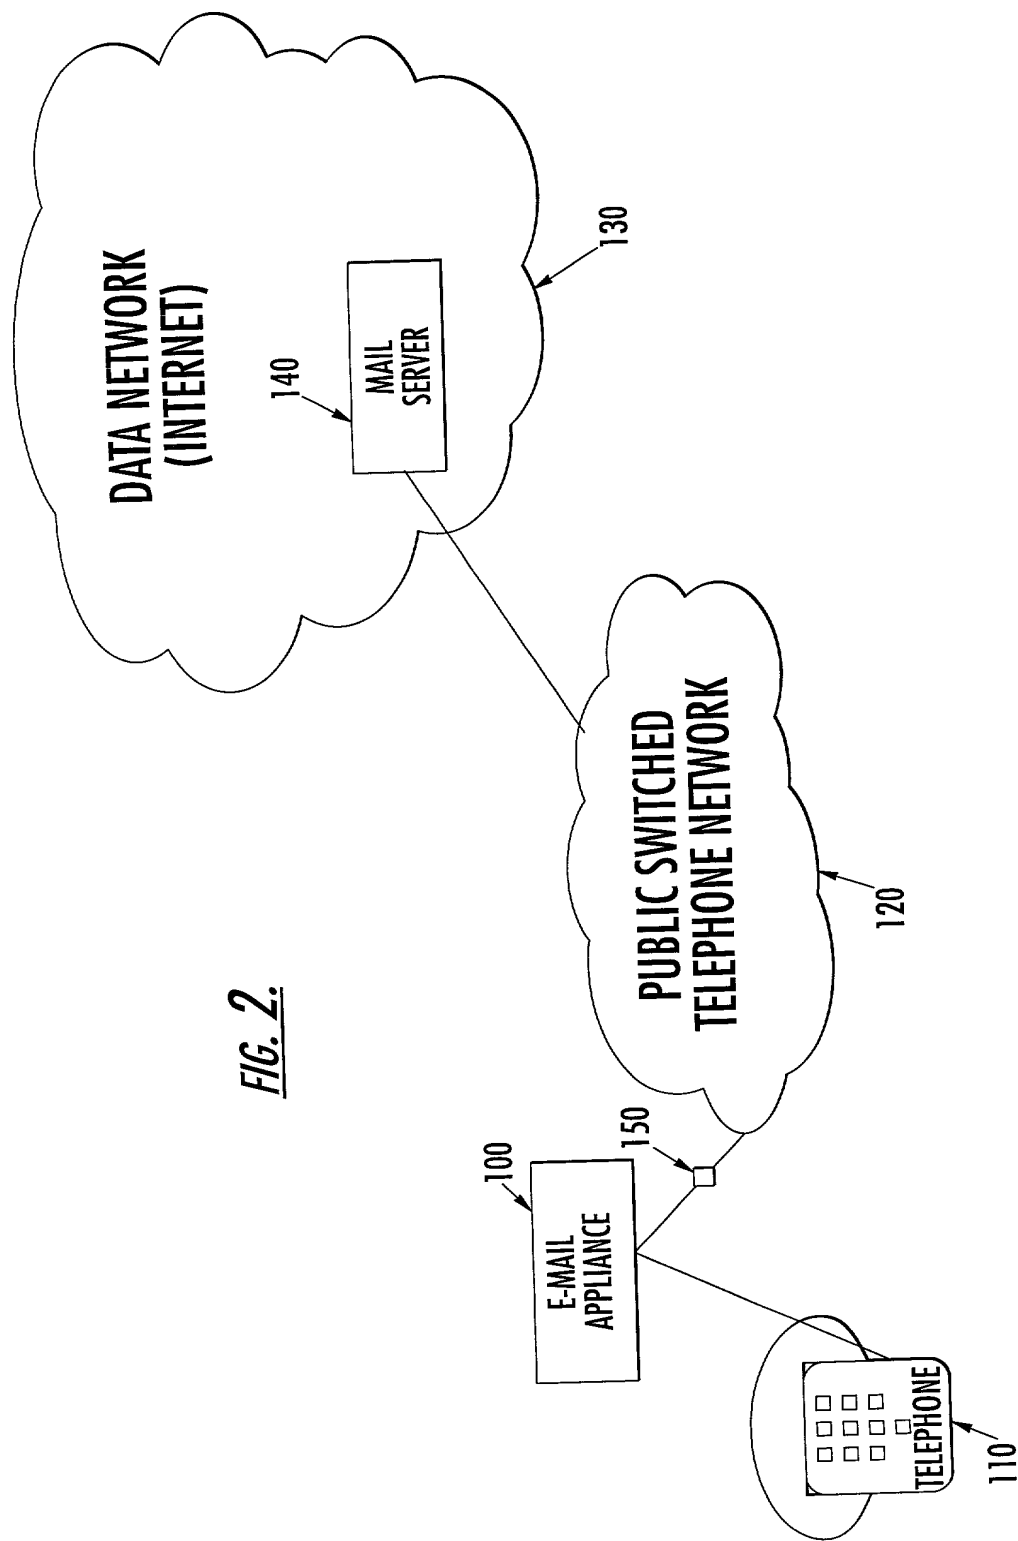 DATA NETWORK
(INTERNET)
140
MAIL
SERVER
130
FIG. 2.
PUBLIC SWITCHED
TELEPHONE NETWORK
120
100
E-MAIL
APPLIANCE
150
TELEPHONE
110